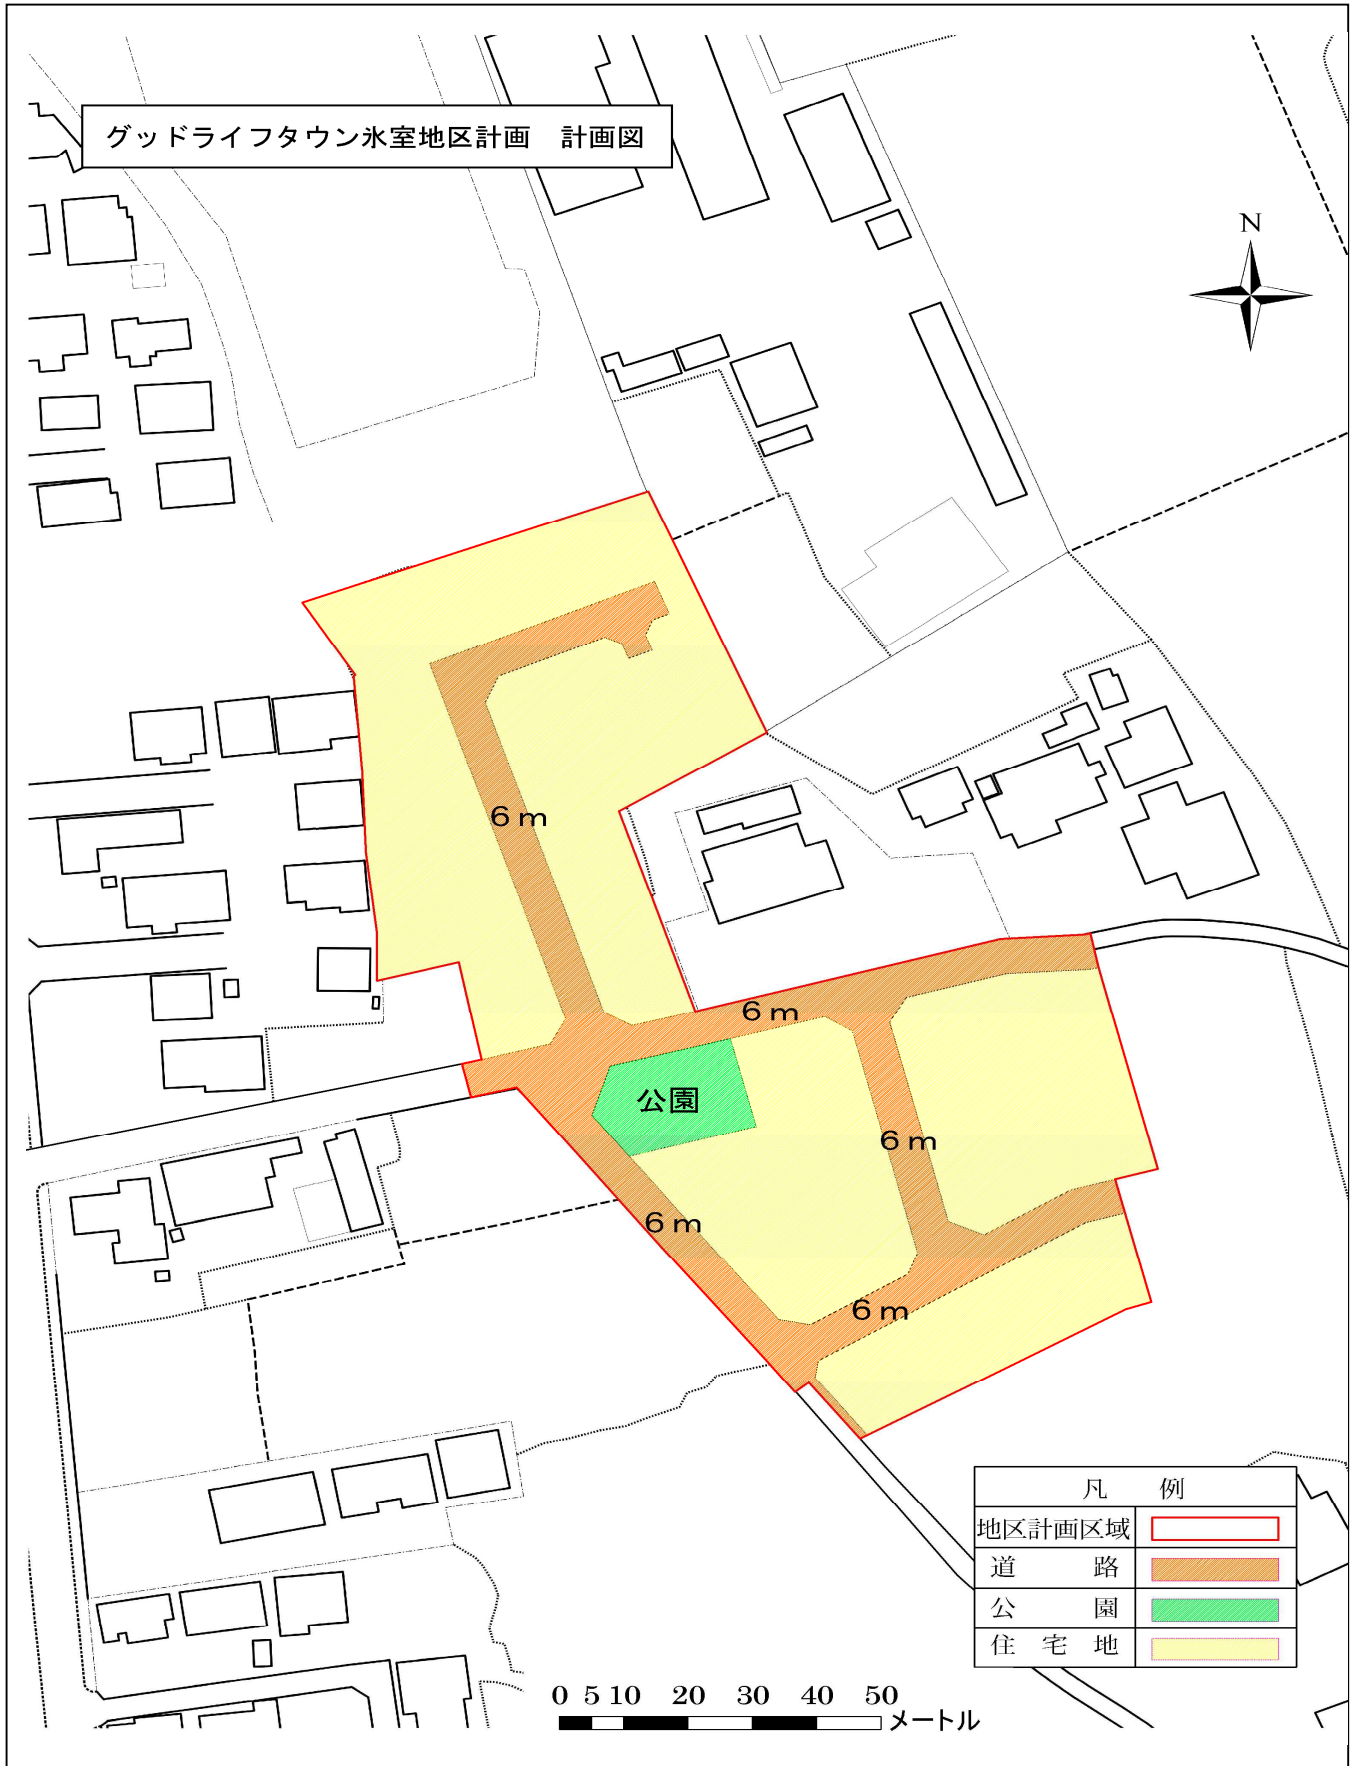 グッドライフタウン氷室地区計画　計画図
N
6m
6m
公園
6m
6m
6m
凡　例
地区計画区域
道　路
公　園
住　宅　地
0 5 10 20 30 40 50
メートル